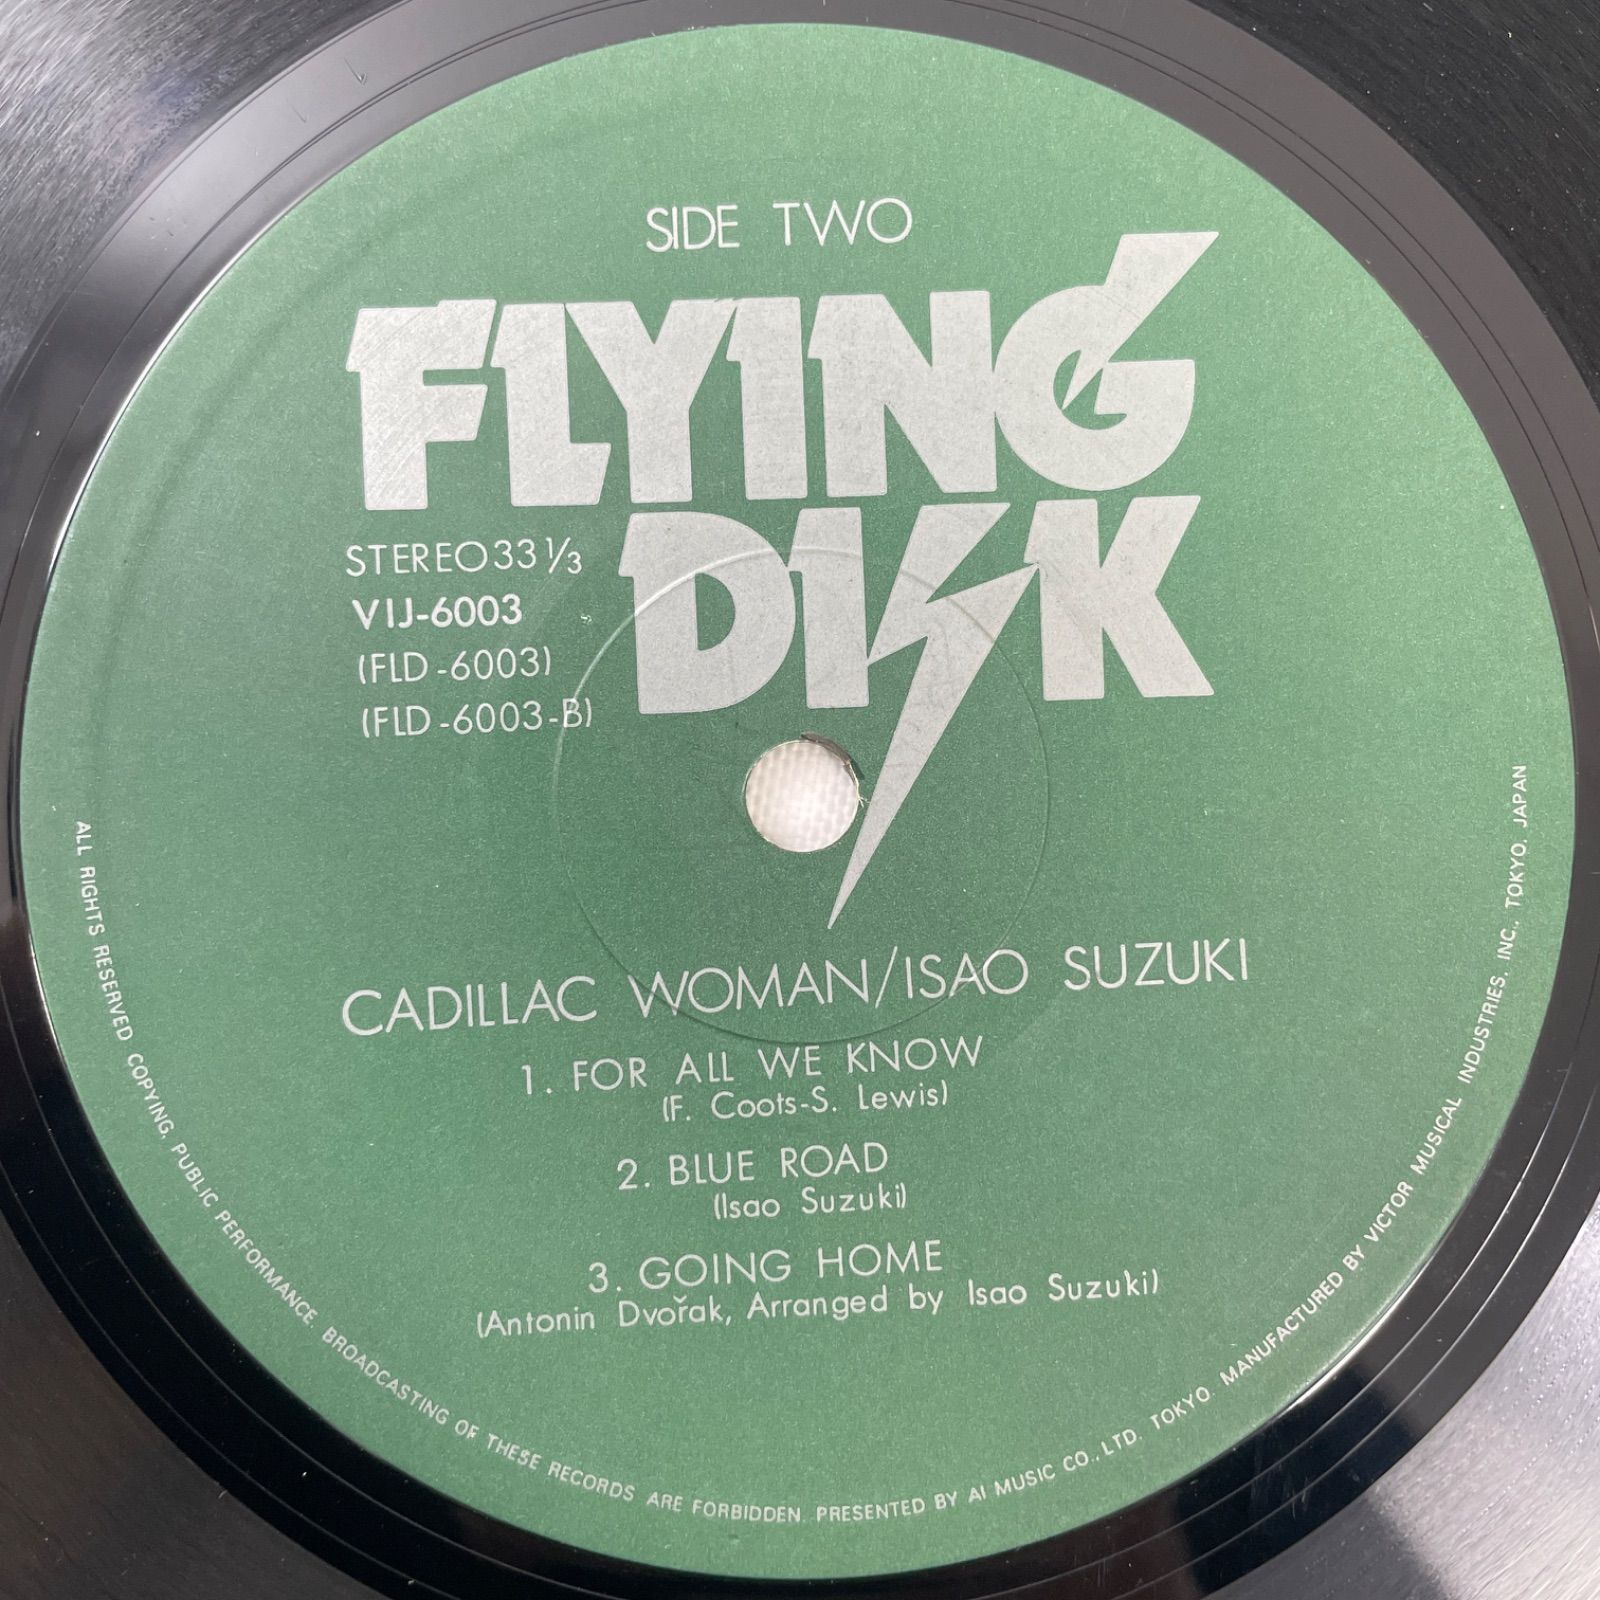 SIDE TWO
FLYING
DISK
STEREO 33 1/3
VIJ-6003
(FLD-6003)
(FLD-6003-B)
CADILLAC WOMAN/ISAO SUZUKI
1. FOR ALL WE KNOW
(F. Coots-S. Lewis)
2. BLUE ROAD
(Isao Suzuki)
3. GOING HOME
(Antonin Dvořak, Arranged by Isao Suzuki)
ALL RIGHTS RESERVED COPYING, PUBLIC PERFORMANCE, BROADCASTING OF THESE RECORDS ARE FORBIDDEN. PRESENTED BY AI MUSIC CO., LTD. TOKYO. MANUFACTURED BY VICTOR MUSICAL INDUSTRIES, INC., TOKYO, JAPAN